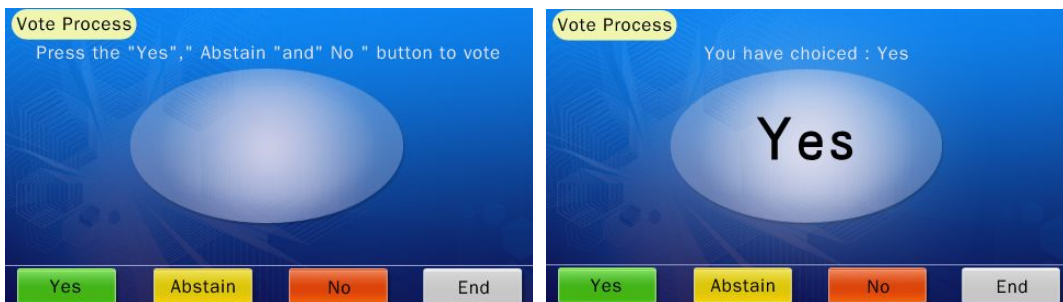 Vote Process
Press the "Yes"," Abstain "and" No " button to vote
Yes Abstain No End
Vote Process
You have choiced : Yes
Yes
Yes Abstain No End